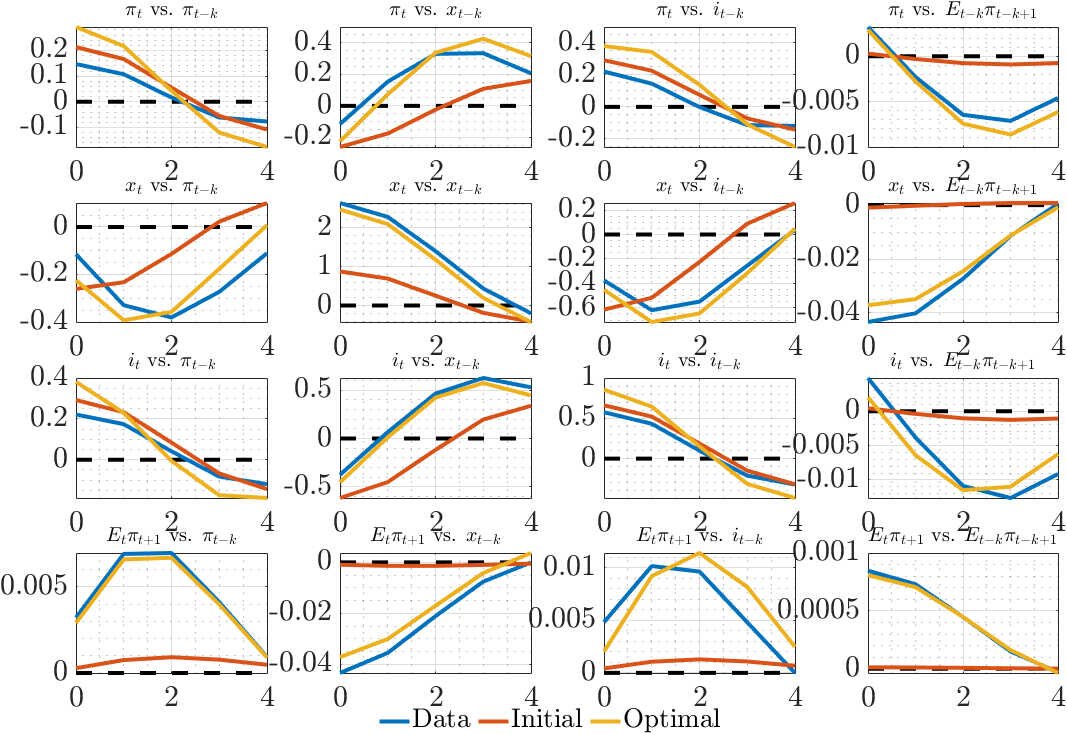 π_t vs. π_{t−k}
π_t vs. x_{t−k}
π_t vs. i_{t−k}
π_t vs. E_{t−k}π_{t−k+1}
0.2
0.1
0
-0.1
0 2 4
0.4
0.2
0
-0.2
0 2 4
0.4
0.2
0
-0.2
0 2 4
0
-0.005
-0.01
0 2 4
x_t vs. π_{t−k}
x_t vs. x_{t−k}
x_t vs. i_{t−k}
x_t vs. E_{t−k}π_{t−k+1}
0
-0.2
-0.4
0 2 4
2
1
0
0 2 4
0.2
0
-0.2
-0.4
-0.6
0 2 4
0
-0.02
-0.04
0 2 4
i_t vs. π_{t−k}
i_t vs. x_{t−k}
i_t vs. i_{t−k}
i_t vs. E_{t−k}π_{t−k+1}
0.4
0.2
0
0 2 4
0.5
0
-0.5
0 2 4
1
0.5
0
0 2 4
0
-0.005
-0.01
0 2 4
E_tπ_{t+1} vs. π_{t−k}
E_tπ_{t+1} vs. x_{t−k}
E_tπ_{t+1} vs. i_{t−k}
E_tπ_{t+1} vs. E_{t−k}π_{t−k+1}
0.005
0
0 2 4
0
-0.02
-0.04
0 2 4
0.01
0.005
0
0 2 4
0.001
0.0005
0
0 2 4
Data Initial Optimal